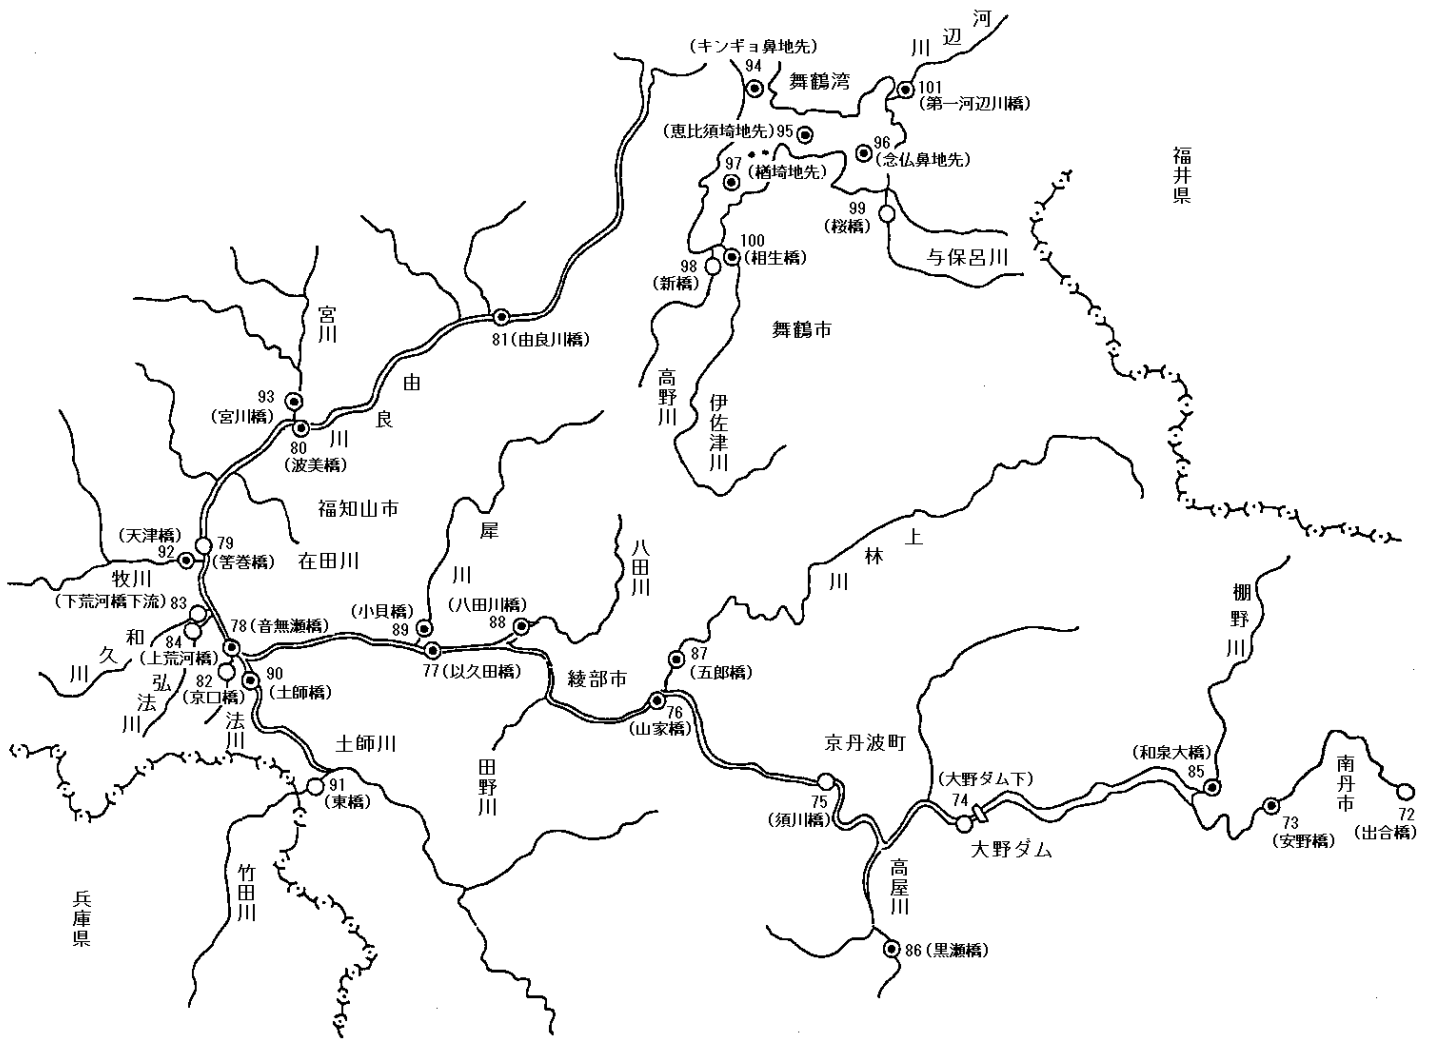 河辺川
(キンギョ鼻地先)
94
舞鶴湾
101
(第一河辺川橋)
(恵比須埼地先)95
96
(念仏鼻地先)
97
(楢埼地先)
福井県
99
(桜橋)
100
(相生橋)
98
(新橋)
与保呂川
舞鶴市
高野川
伊佐津川
宮川
81(由良川橋)
由良川
93
(宮川橋)
80
(波美橋)
福知山市
在田川
(天津橋)
92
79
(筈巻橋)
牧川
(下荒河橋下流)83
84
(上荒河橋)
和久川
弘法川
78(音無瀬橋)
82
(京口橋)
法川
90
(土師橋)
土師川
91
(東橋)
竹田川
兵庫県
犀川
(小貝橋)
89
(八田川橋)
88
八田川
77(以久田橋)
綾部市
田野川
上林川
87
(五郎橋)
76
(山家橋)
京丹波町
75
(須川橋)
(大野ダム下)
74
大野ダム
高屋川
86(黒瀬橋)
棚野川
(和泉大橋)
85
南丹市
73
(安野橋)
72
(出合橋)